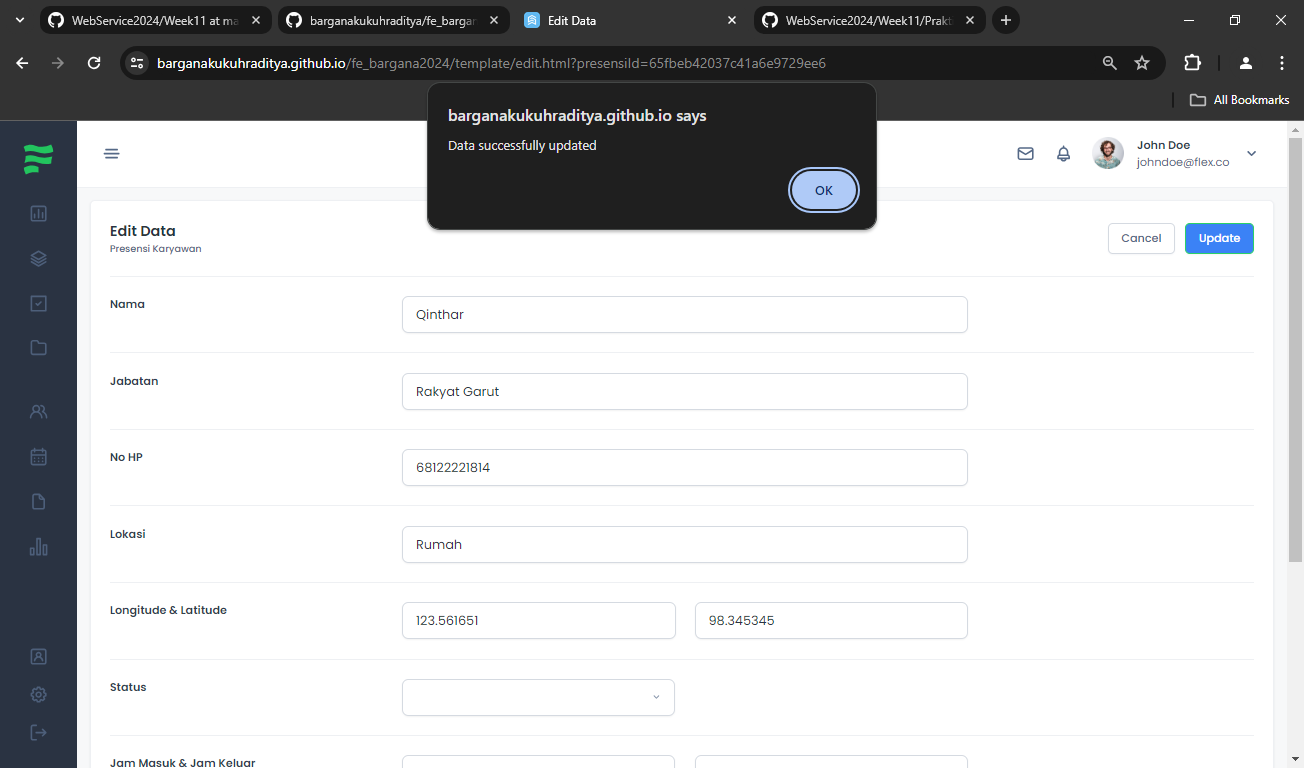 WebService2024/Week11 at ma
barganakukuhraditya/fe_bargan
Edit Data
WebService2024/Week11/Prakt
barganakukuhraditya.github.io/fe_bargana2024/template/edit.html?presensiId=65fbeb42037c41a6e9729ee6
All Bookmarks
barganakukuhraditya.github.io says
Data successfully updated
OK
John Doe
johndoe@flex.co
Edit Data
Presensi Karyawan
Cancel
Update
Nama
Qinthar
Jabatan
Rakyat Garut
No HP
68122221814
Lokasi
Rumah
Longitude & Latitude
123.561651
98.345345
Status
Jam Masuk & Jam Keluar